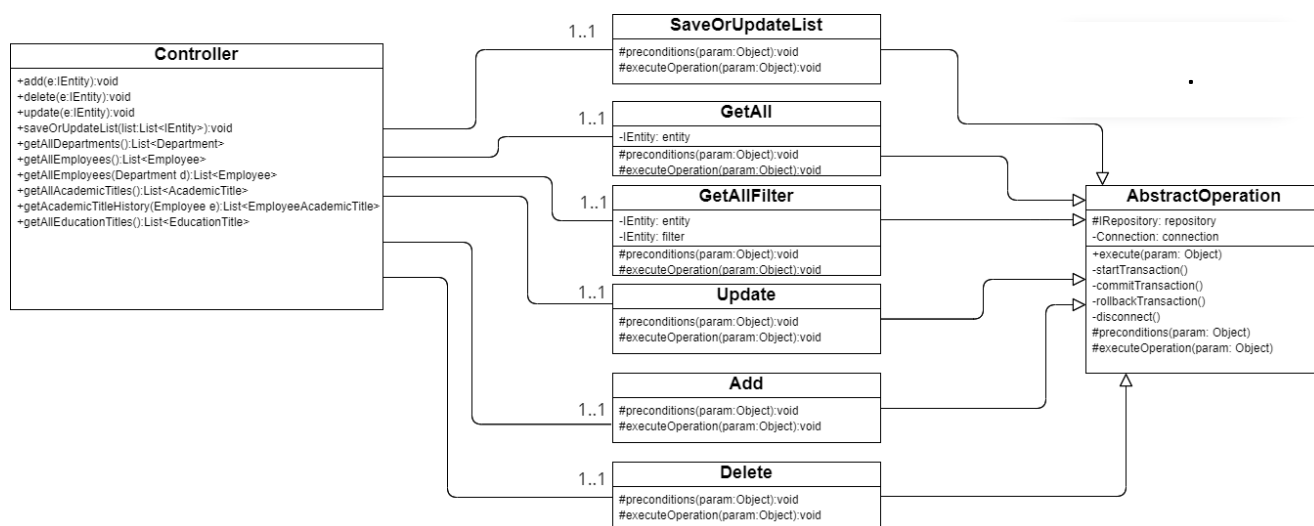 Controller
+add(e:IEntity):void
+delete(e:IEntity):void
+update(e:IEntity):void
+saveOrUpdateList(list:List<IEntity>):void
+getAllDepartments():List<Department>
+getAllEmployees():List<Employee>
+getAllEmployees(Department d):List<Employee>
+getAllAcademicTitles():List<AcademicTitle>
+getAcademicTitleHistory(Employee e):List<EmployeeAcademicTitle>
+getAllEducationTitles():List<EducationTitle>
1..1
SaveOrUpdateList
#preconditions(param:Object):void
#executeOperation(param:Object):void
1..1
GetAll
-IEntity: entity
#preconditions(param:Object):void
#executeOperation(param:Object):void
1..1
GetAllFilter
-IEntity: entity
-IEntity: filter
#preconditions(param:Object):void
#executeOperation(param:Object):void
1..1
Update
#preconditions(param:Object):void
#executeOperation(param:Object):void
1..1
Add
#preconditions(param:Object):void
#executeOperation(param:Object):void
1..1
Delete
#preconditions(param:Object):void
#executeOperation(param:Object):void
AbstractOperation
#IRepository: repository
-Connection: connection
+execute(param: Object)
-startTransaction()
-commitTransaction()
-rollbackTransaction()
-disconnect()
#preconditions(param: Object)
#executeOperation(param: Object)